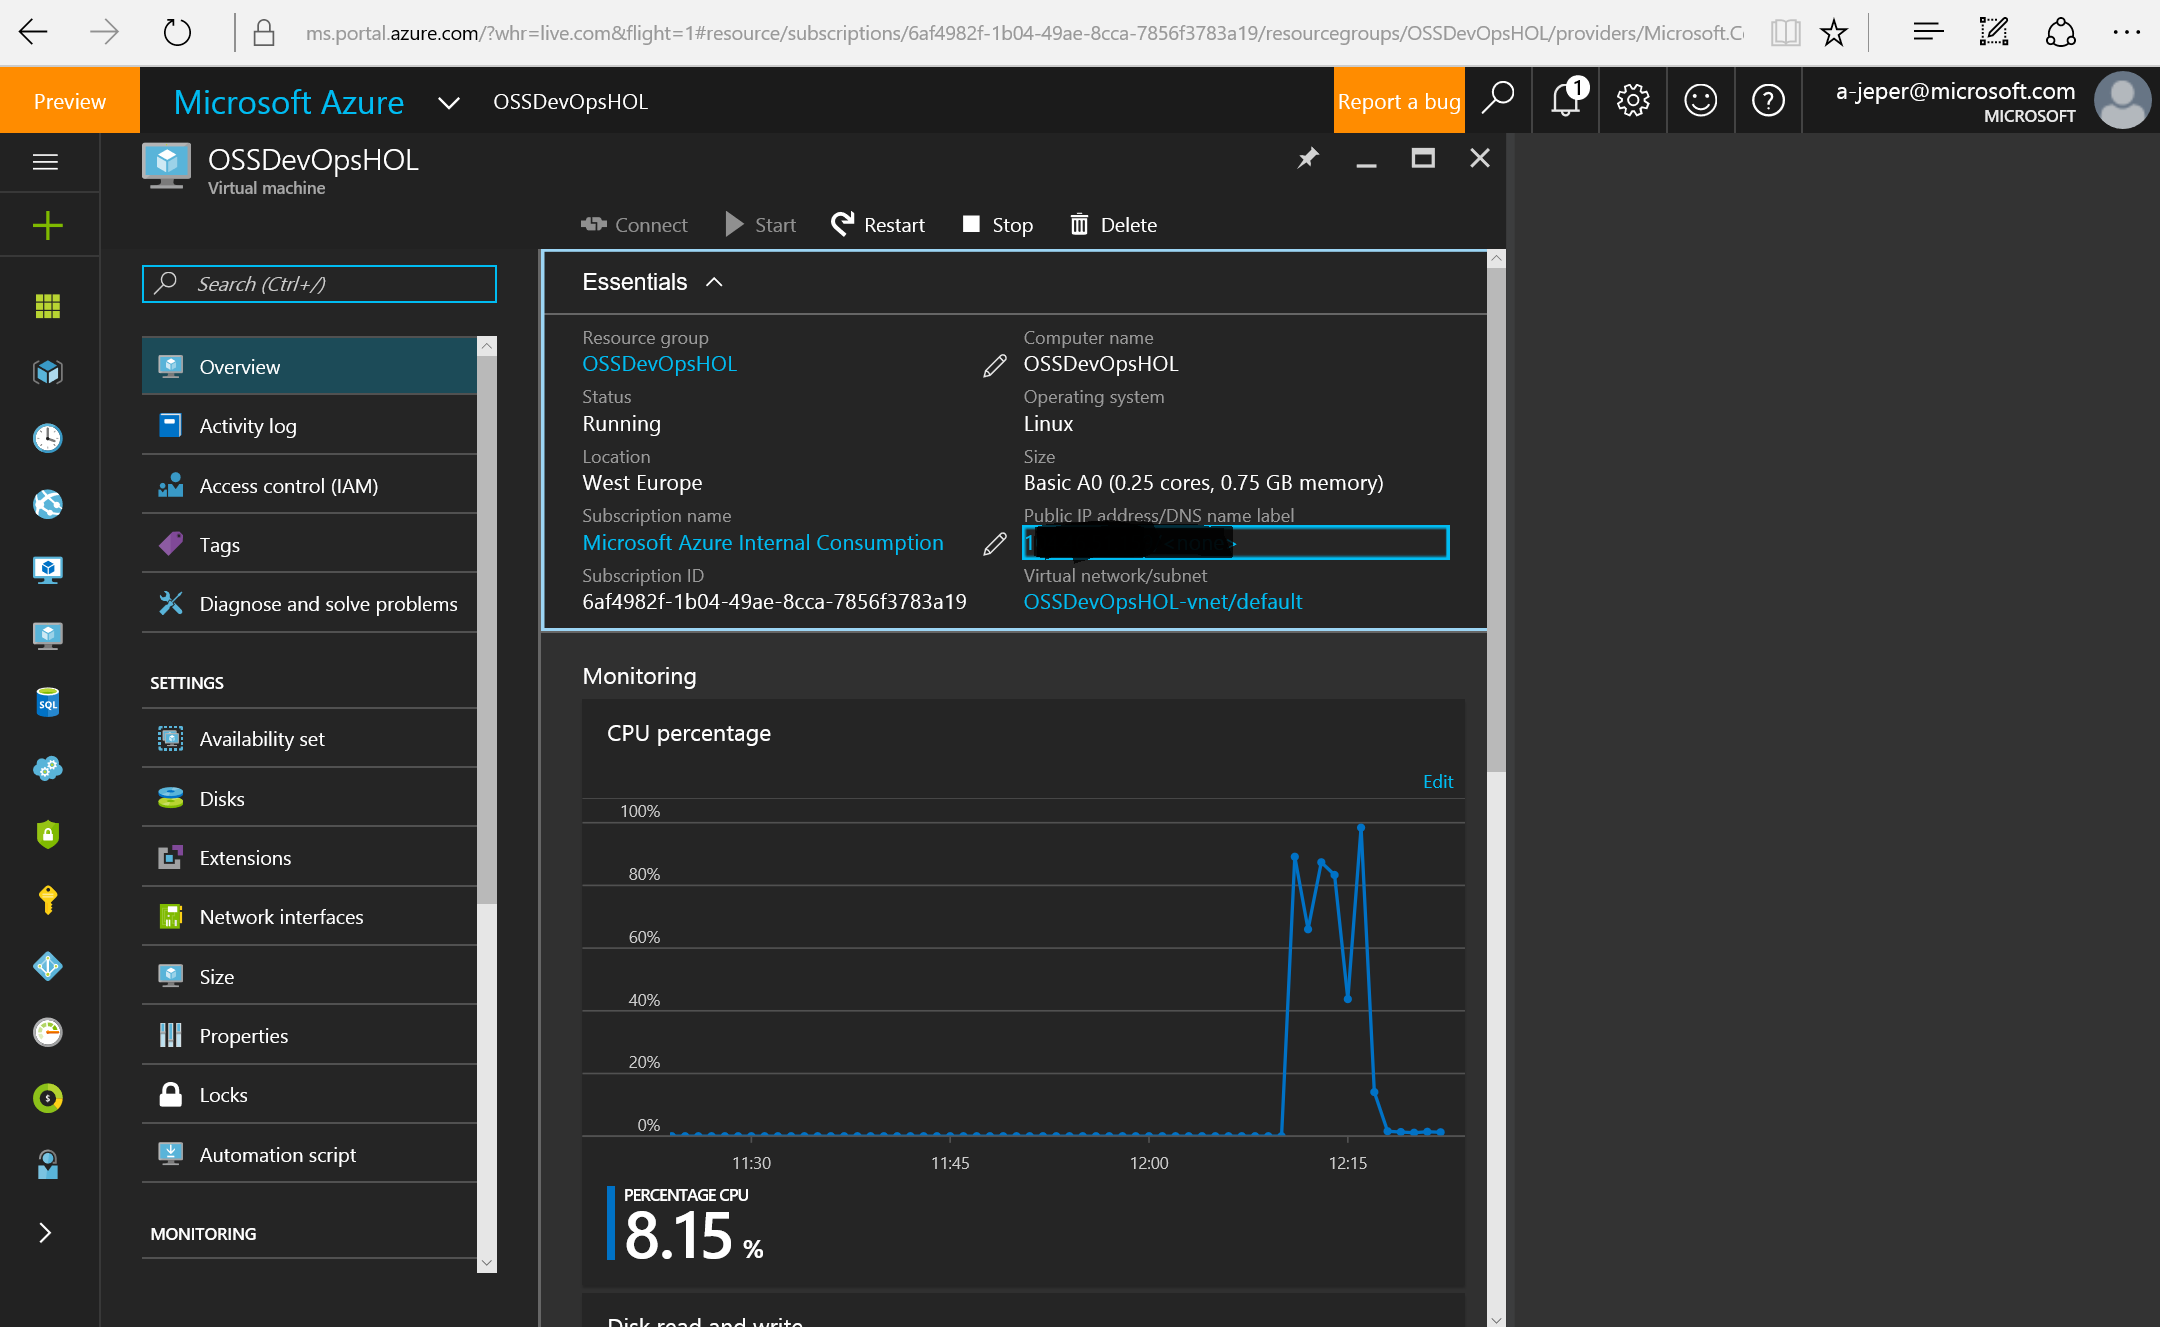 ms.portal.azure.com/?whr=live.com&flight=1#resource/subscriptions/6af4982f-1b04-49ae-8cca-7856f3783a19/resourcegroups/OSSDevOpsHOL/providers/Microsoft.Co
Preview
Microsoft Azure
OSSDevOpsHOL
Report a bug
1
a-jeper@microsoft.com
MICROSOFT
OSSDevOpsHOL
Virtual machine
Connect
Start
Restart
Stop
Delete
Search (Ctrl+/)
Overview
Activity log
Access control (IAM)
Tags
Diagnose and solve problems
SETTINGS
Availability set
Disks
Extensions
Network interfaces
Size
Properties
Locks
Automation script
MONITORING
SQL
Essentials
Resource group
OSSDevOpsHOL
Status
Running
Location
West Europe
Subscription name
Microsoft Azure Internal Consumption
Subscription ID
6af4982f-1b04-49ae-8cca-7856f3783a19
Computer name
OSSDevOpsHOL
Operating system
Linux
Size
Basic A0 (0.25 cores, 0.75 GB memory)
Public IP address/DNS name label
<none>
Virtual network/subnet
OSSDevOpsHOL-vnet/default
Monitoring
CPU percentage
Edit
100%
80%
60%
40%
20%
0%
11:30
11:45
12:00
12:15
PERCENTAGE CPU
8.15 %
Disk read and write